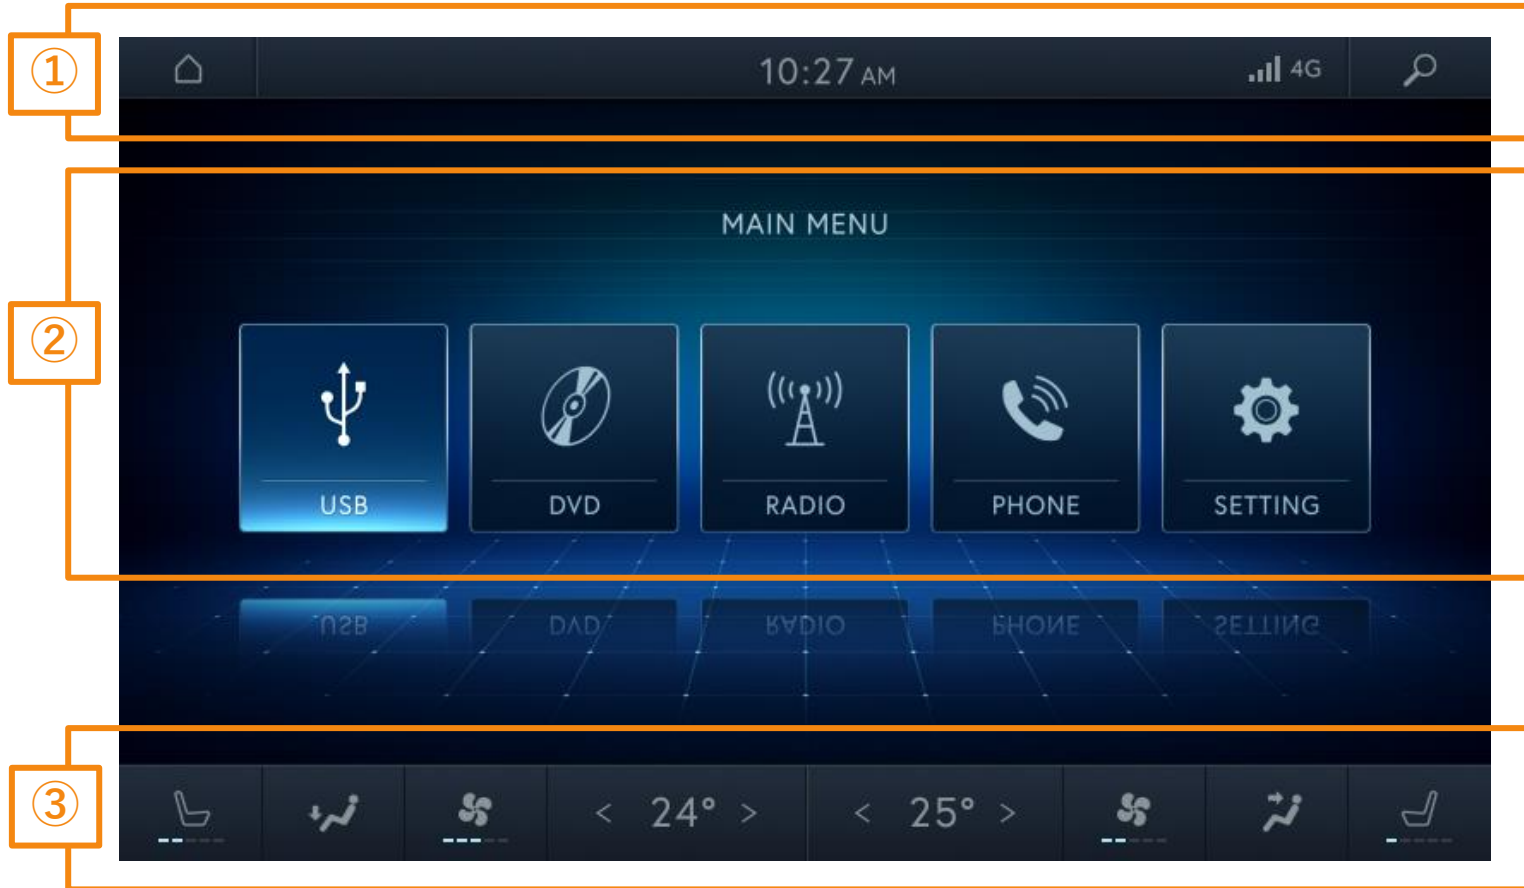 ①
10:27 AM
4G
②
MAIN MENU
USB
DVD
RADIO
PHONE
SETTING
USB
DVD
RADIO
PHONE
SETTING
③
< 24° >
< 25° >